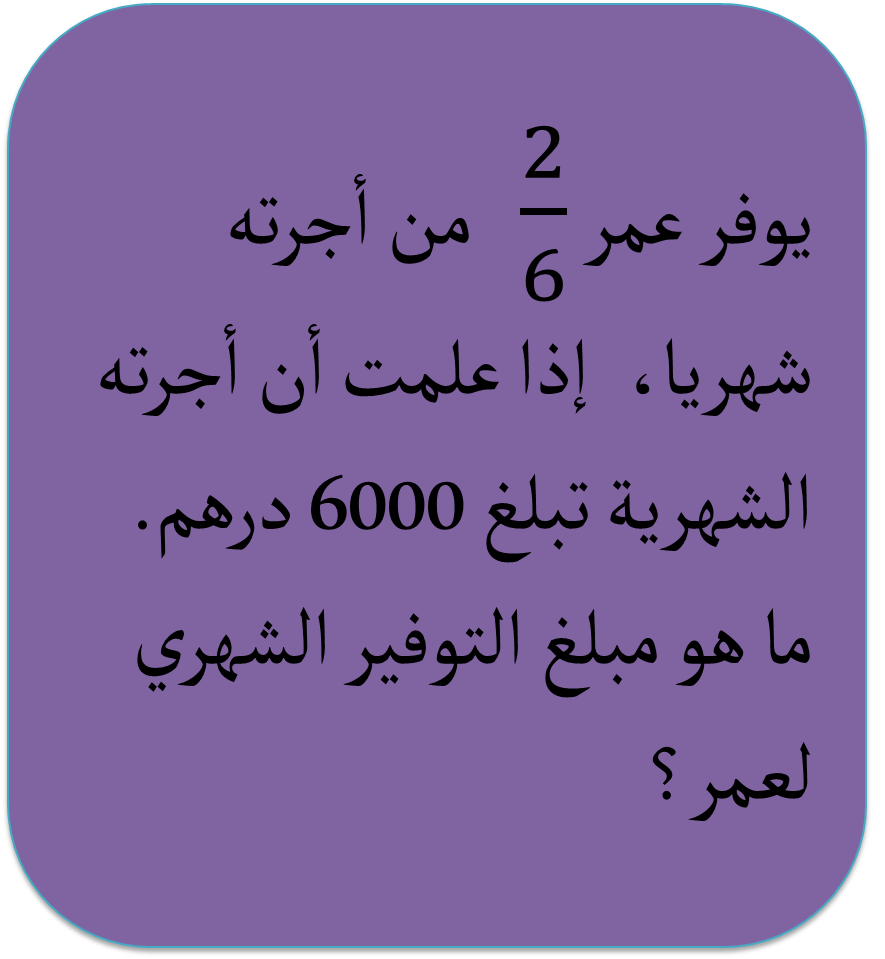 يوفر عمر 2/6 من أجرته
شهريا، إذا علمت أن أجرته
الشهرية تبلغ 6000 درهم.
ما هو مبلغ التوفير الشهري
لعمر؟